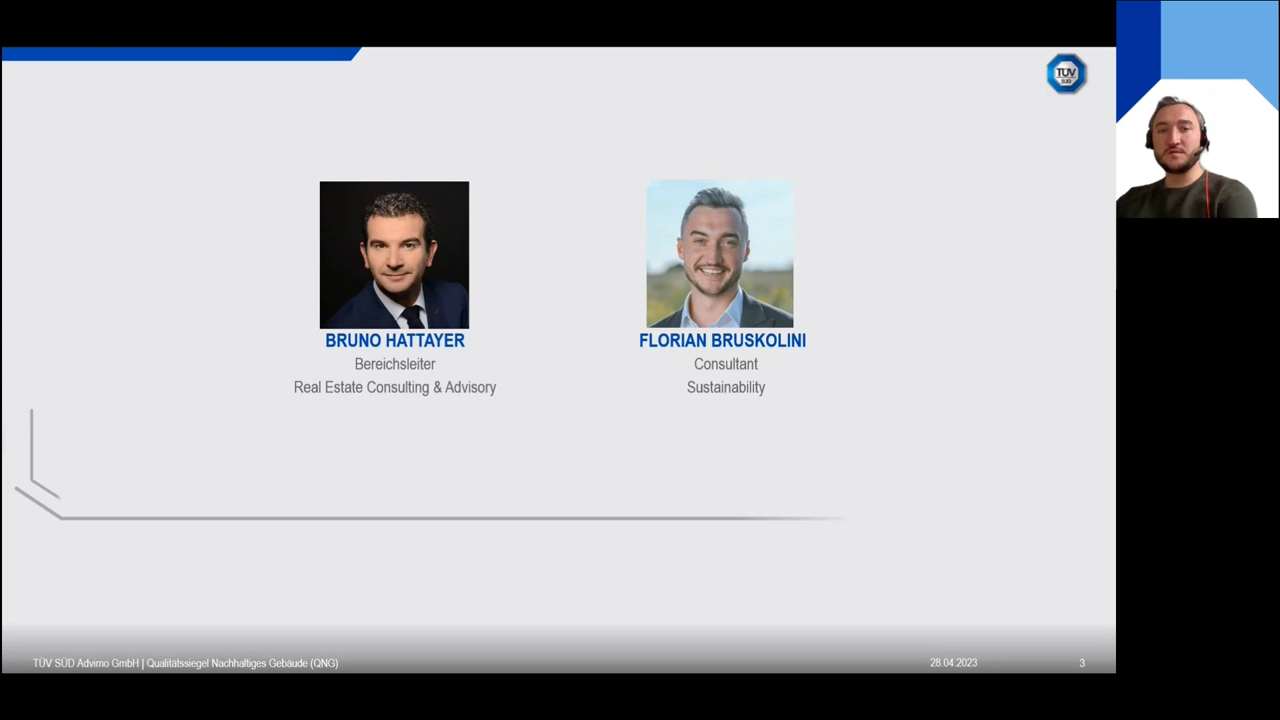 TÜV
SÜD
BRUNO HATTAYER
Bereichsleiter
Real Estate Consulting & Advisory
FLORIAN BRUSKOLINI
Consultant
Sustainability
TÜV SÜD Advimo GmbH | Qualitätssiegel Nachhaltiges Gebäude (QNG)
28.04.2023
3